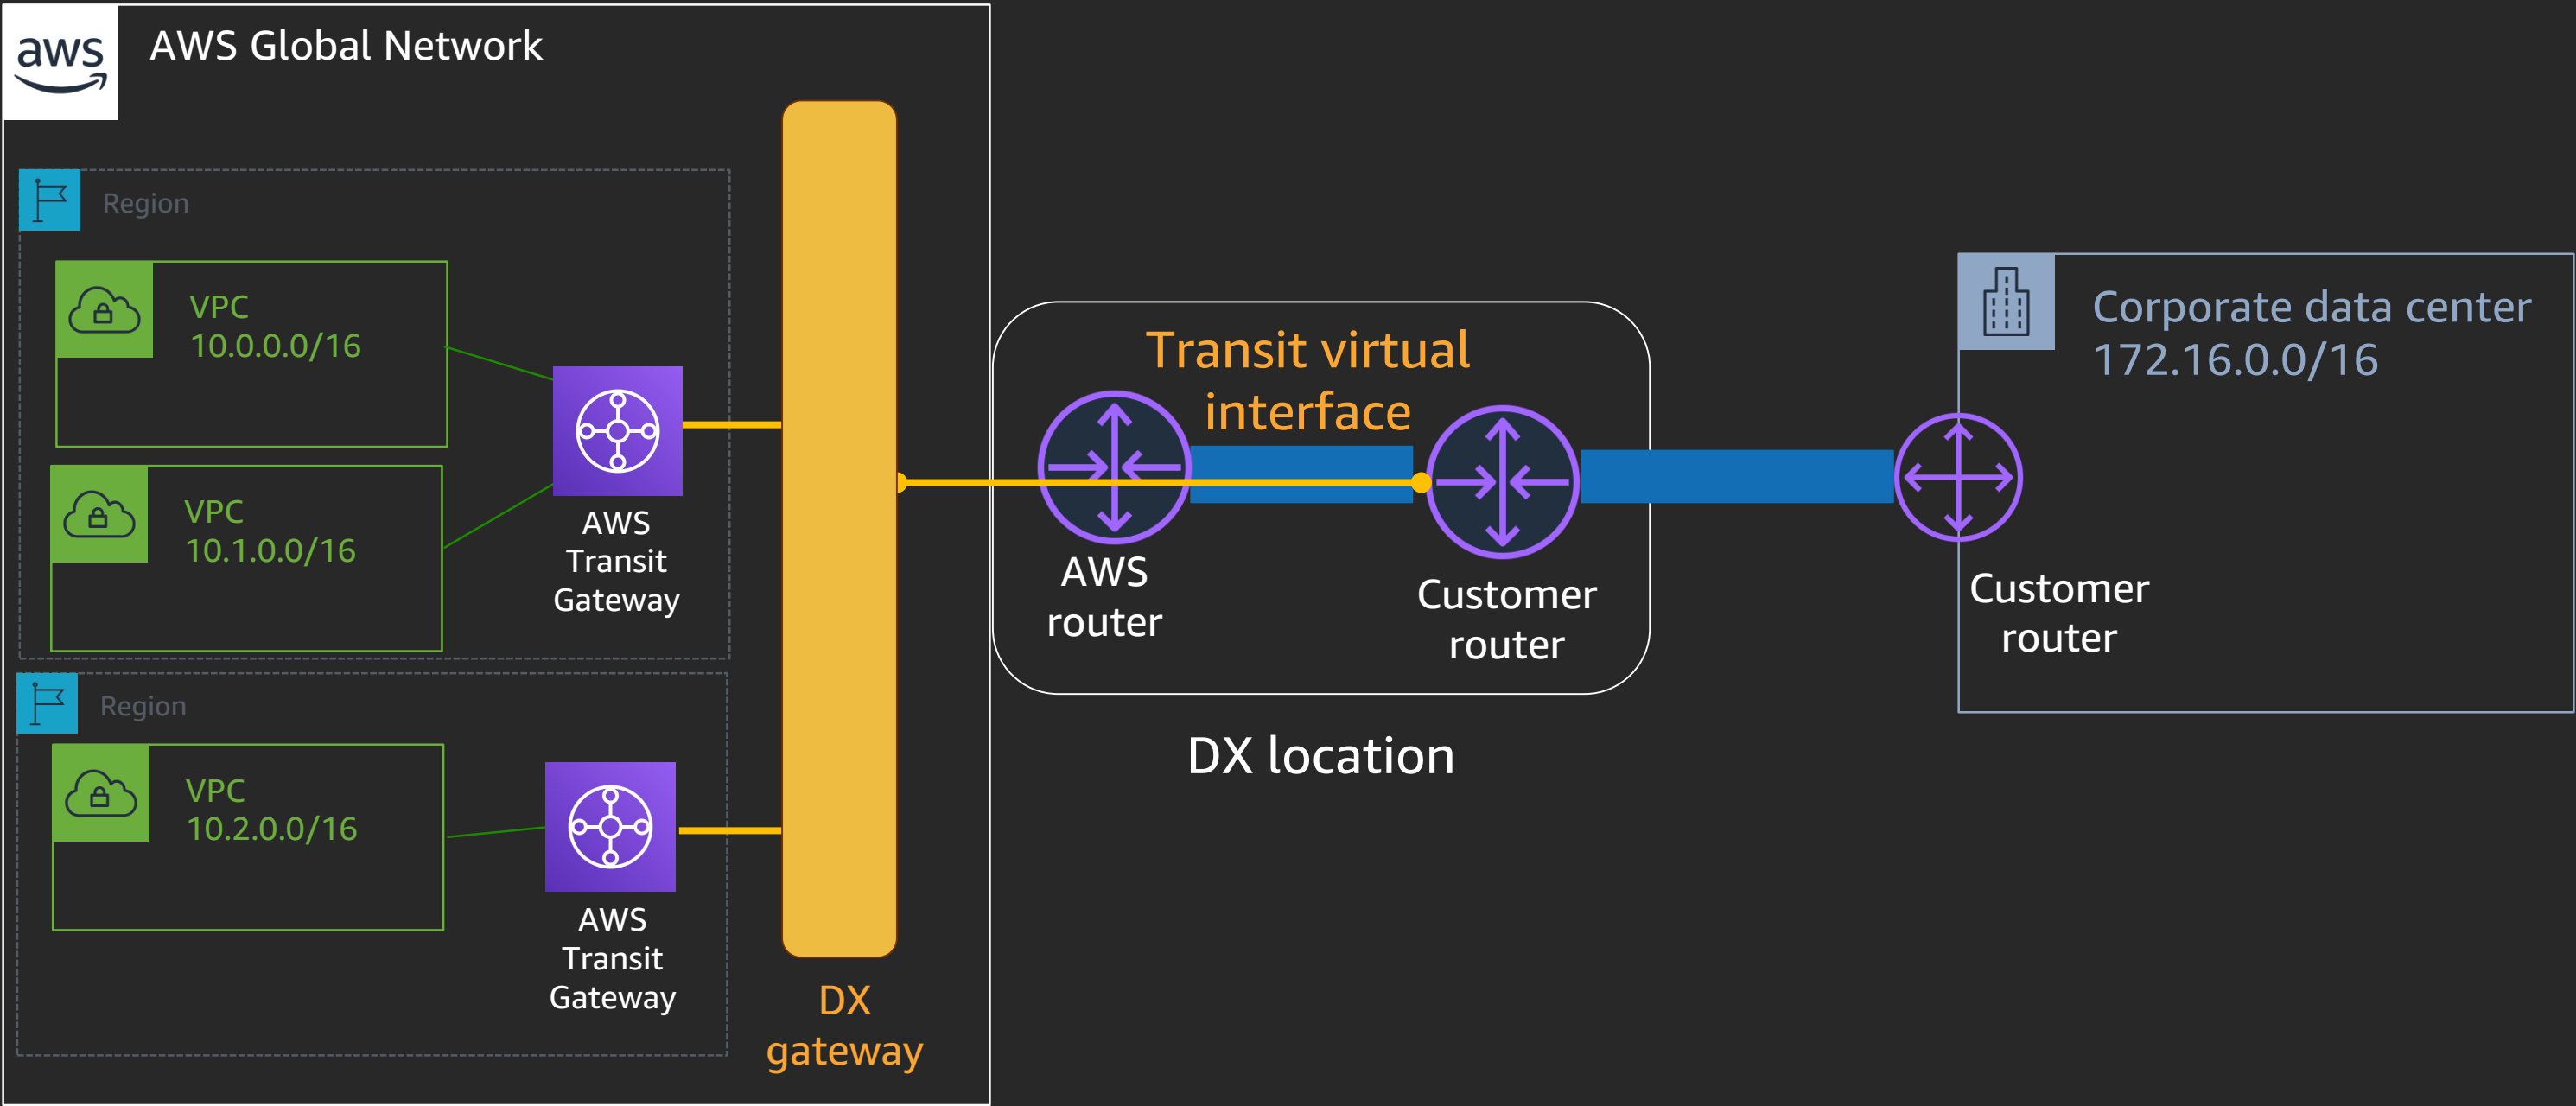 aws
AWS Global Network
Region
VPC
10.0.0.0/16
VPC
10.1.0.0/16
AWS
Transit
Gateway
Region
VPC
10.2.0.0/16
AWS
Transit
Gateway
DX
gateway
Transit virtual
interface
AWS
router
Customer
router
DX location
Corporate data center
172.16.0.0/16
Customer
router